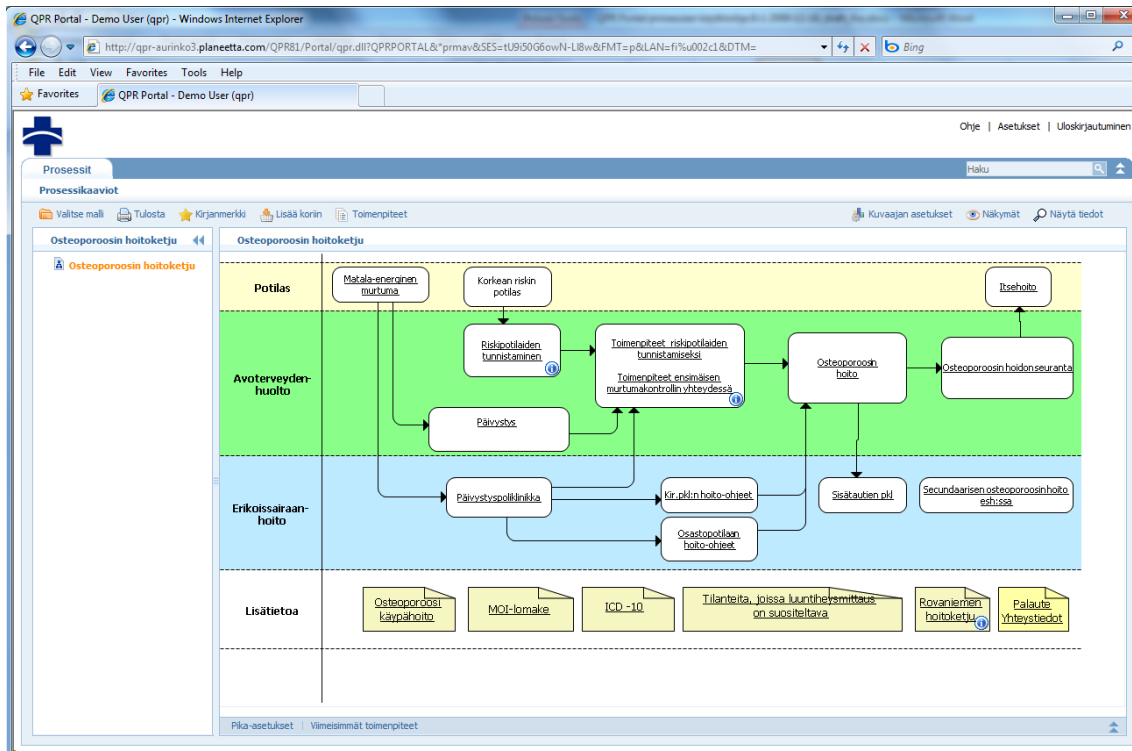 QPR Portal - Demo User (qpr) - Windows Internet Explorer
http://qpr-aurinko3.planeetta.com/QPR81/Portal/qpr.dll?QPRPORTAL&*prmav&SES=tU9i50G6owN-LI8w&FMT=p&LAN=fi%u002c1&DTM=
Bing
File Edit View Favorites Tools Help
Favorites
QPR Portal - Demo User (qpr)
Ohje | Asetukset | Uloskirjautuminen
Prosessit
Haku
Prosessikaaviot
Valitse malli
Tulosta
Kirjanmerkki
Lisää koriin
Toimenpiteet
Kuvaajan asetukset
Näkymät
Näytä tiedot
Osteoporoosin hoitoketju
Osteoporoosin hoitoketju
Osteoporoosin hoitoketju
Potilas
Matala-energinen
murtuma
Korkean riskin
potilas
Itsehoito
Avoterveyden-
huolto
Riskipotilaiden
tunnistaminen
Toimenpiteet riskipotilaiden
tunnistamiseksi
Toimenpiteet ensimäisen
murtumakontrollin yhteydessä
Osteoporoosin
hoito
Osteoporoosin hoidon seuranta
Päivystys
Erikoissairaan-
hoito
Päivystyspoliklinikka
Kir.pkl:n hoito-ohjeet
Osastopotilaan
hoito-ohjeet
Sisätautien pkl
Secundaarisen osteoporoosin hoito
esh:ssa
Lisätietoa
Osteoporoosi
käypähoito
MOI-lomake
ICD -10
Tilanteita, joissa luuntiheysmittaus
on suositeltava
Rovaniemen
hoitoketju
Palaute
Yhteystiedot
Pika-asetukset | Viimeisimmät toimenpiteet